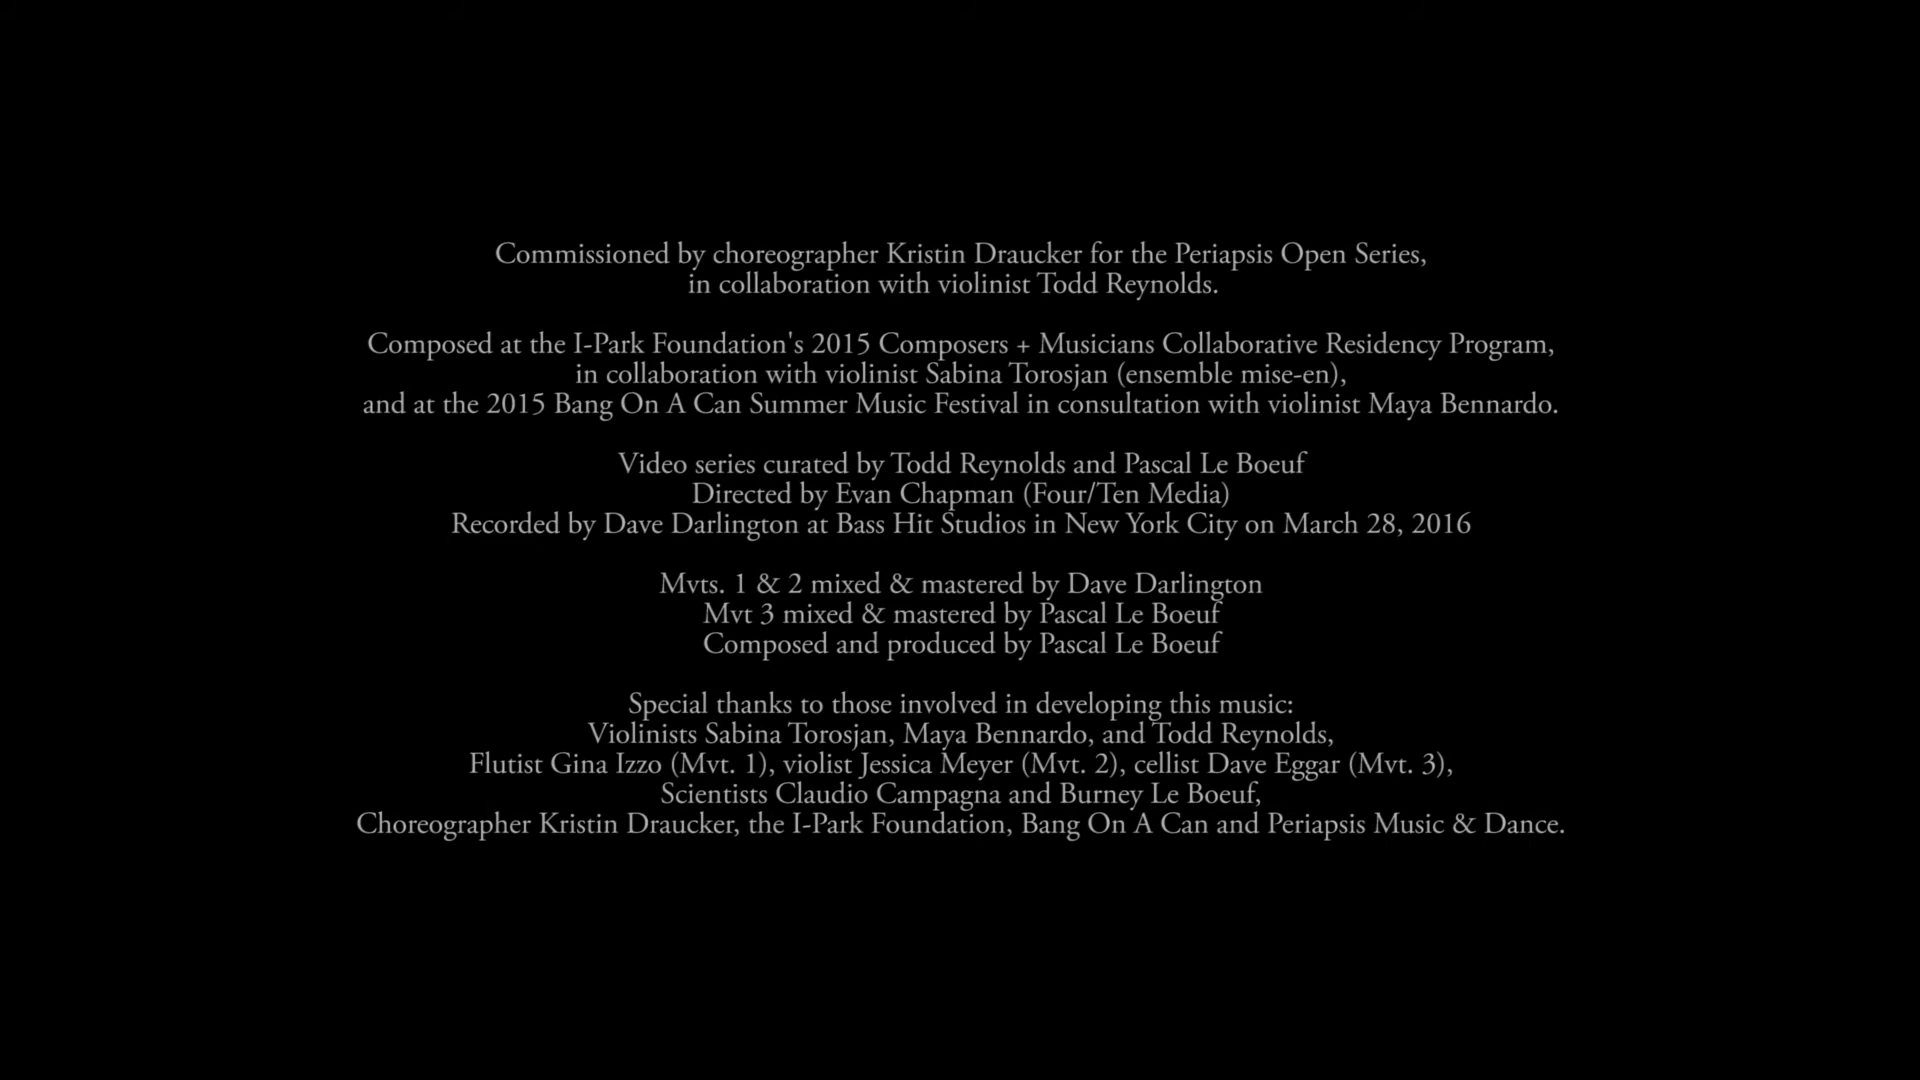 Commissioned by choreographer Kristin Draucker for the Periapsis Open Series,
in collaboration with violinist Todd Reynolds.
Composed at the I-Park Foundation's 2015 Composers + Musicians Collaborative Residency Program,
in collaboration with violinist Sabina Torosjan (ensemble mise-en),
and at the 2015 Bang On A Can Summer Music Festival in consultation with violinist Maya Bennardo.
Video series curated by Todd Reynolds and Pascal Le Boeuf
Directed by Evan Chapman (Four/Ten Media)
Recorded by Dave Darlington at Bass Hit Studios in New York City on March 28, 2016
Mvts. 1 & 2 mixed & mastered by Dave Darlington
Mvt 3 mixed & mastered by Pascal Le Boeuf
Composed and produced by Pascal Le Boeuf
Special thanks to those involved in developing this music:
Violinists Sabina Torosjan, Maya Bennardo, and Todd Reynolds,
Flutist Gina Izzo (Mvt. 1), violist Jessica Meyer (Mvt. 2), cellist Dave Eggar (Mvt. 3),
Scientists Claudio Campagna and Burney Le Boeuf,
Choreographer Kristin Draucker, the I-Park Foundation, Bang On A Can and Periapsis Music & Dance.